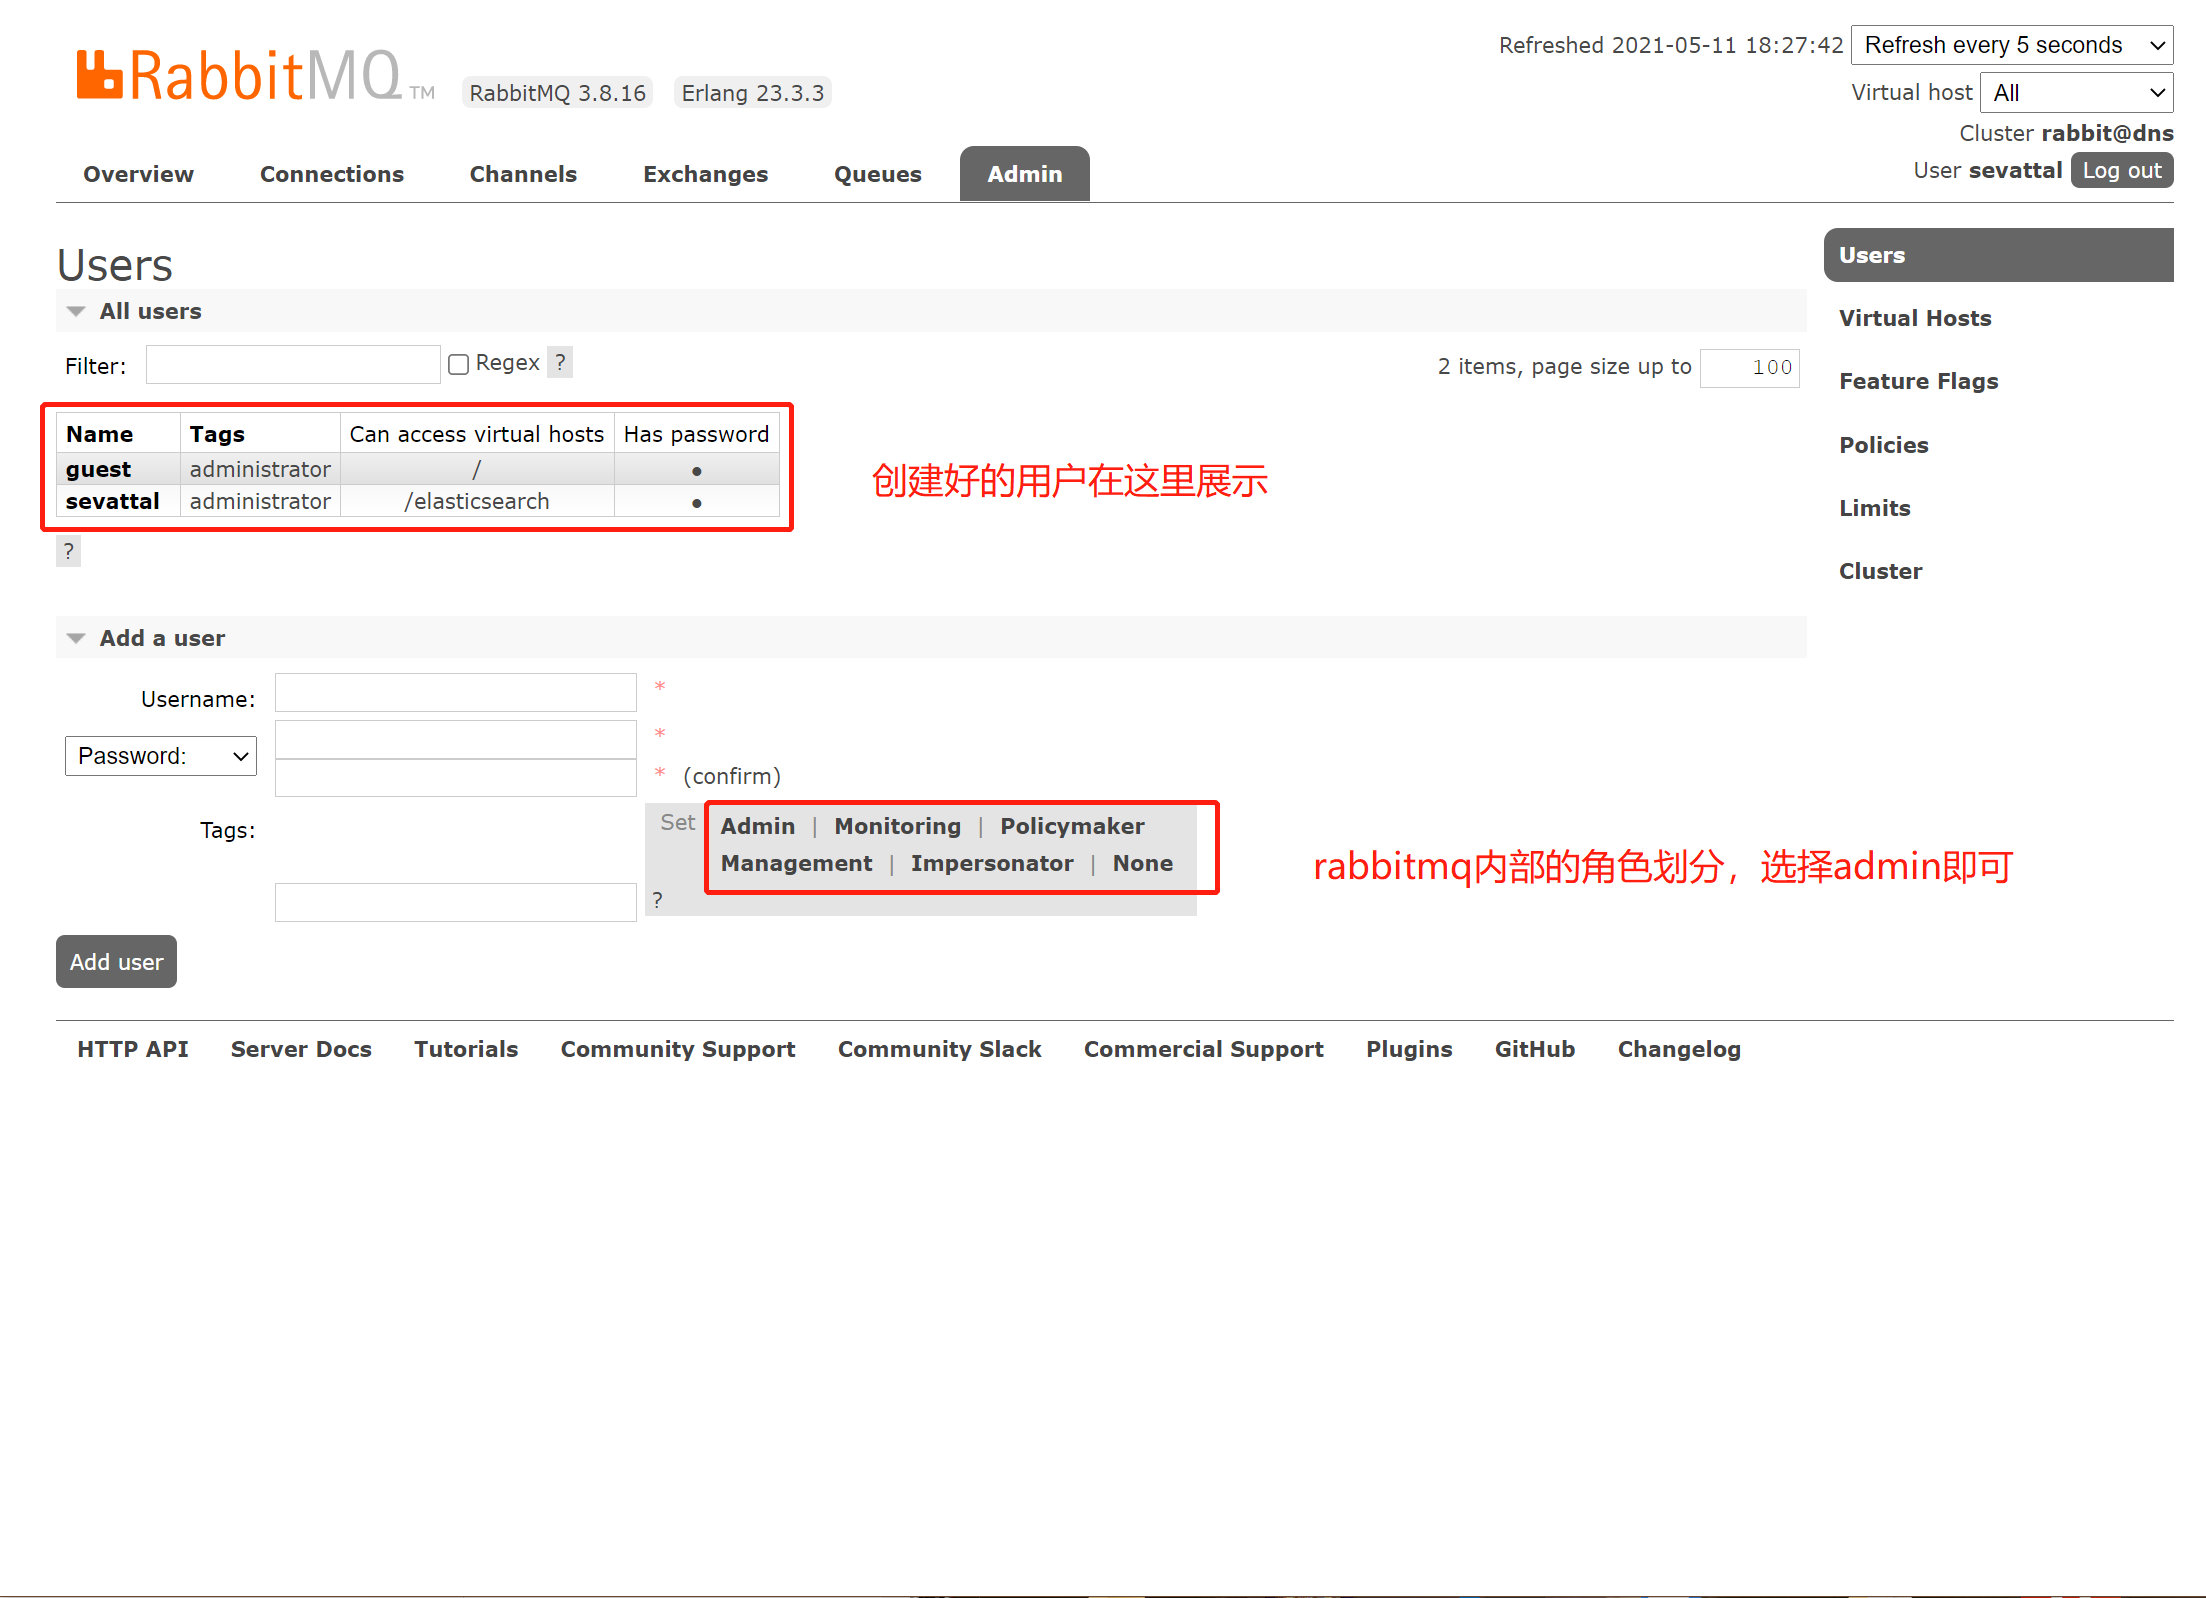 Refreshed 2021-05-11 18:27:42 Refresh every 5 seconds
RabbitMQ TM RabbitMQ 3.8.16 Erlang 23.3.3
Virtual host All
Cluster rabbit@dns
User sevattal Log out
Overview Connections Channels Exchanges Queues Admin
Users
All users
Filter: Regex ? 2 items, page size up to 100
Name Tags Can access virtual hosts Has password
guest administrator / ●
sevattal administrator /elasticsearch ●
创建好的用户在这里展示
?
Add a user
Username: *
Password: *
* (confirm)
Tags: Set Admin | Monitoring | Policymaker
Management | Impersonator | None
?
rabbitmq内部的角色划分，选择admin即可
Add user
Users
Virtual Hosts
Feature Flags
Policies
Limits
Cluster
HTTP API Server Docs Tutorials Community Support Community Slack Commercial Support Plugins GitHub Changelog